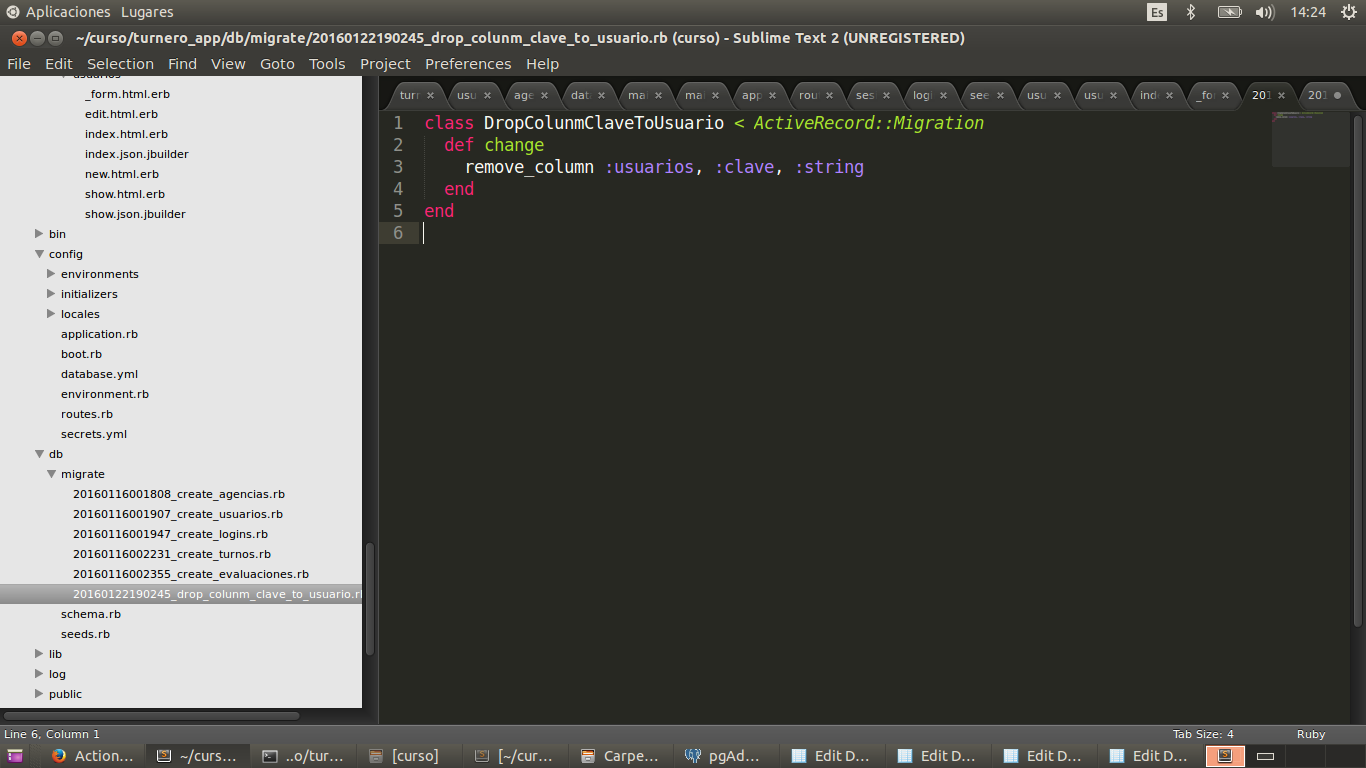 Aplicaciones Lugares
Es 14:24
~/curso/turnero_app/db/migrate/20160122190245_drop_colunm_clave_to_usuario.rb (curso) - Sublime Text 2 (UNREGISTERED)
File Edit Selection Find View Goto Tools Project Preferences Help
usuarios
_form.html.erb
edit.html.erb
index.html.erb
index.json.jbuilder
new.html.erb
show.html.erb
show.json.jbuilder
bin
config
environments
initializers
locales
application.rb
boot.rb
database.yml
environment.rb
routes.rb
secrets.yml
db
migrate
20160116001808_create_agencias.rb
20160116001907_create_usuarios.rb
20160116001947_create_logins.rb
20160116002231_create_turnos.rb
20160116002355_create_evaluaciones.rb
20160122190245_drop_colunm_clave_to_usuario.r
schema.rb
seeds.rb
lib
log
public
tur usu age dat ma ma app rou ses logi see usu usu ind _fo 201 201
1 class DropColunmClaveToUsuario < ActiveRecord::Migration
2 def change
3 remove_column :usuarios, :clave, :string
4 end
5 end
6
Line 6, Column 1 Tab Size: 4 Ruby
Action... ~/curs... ..o/tur... [curso] [~/cur... Carpe... pgAd... Edit D... Edit D... Edit D... Edit D...